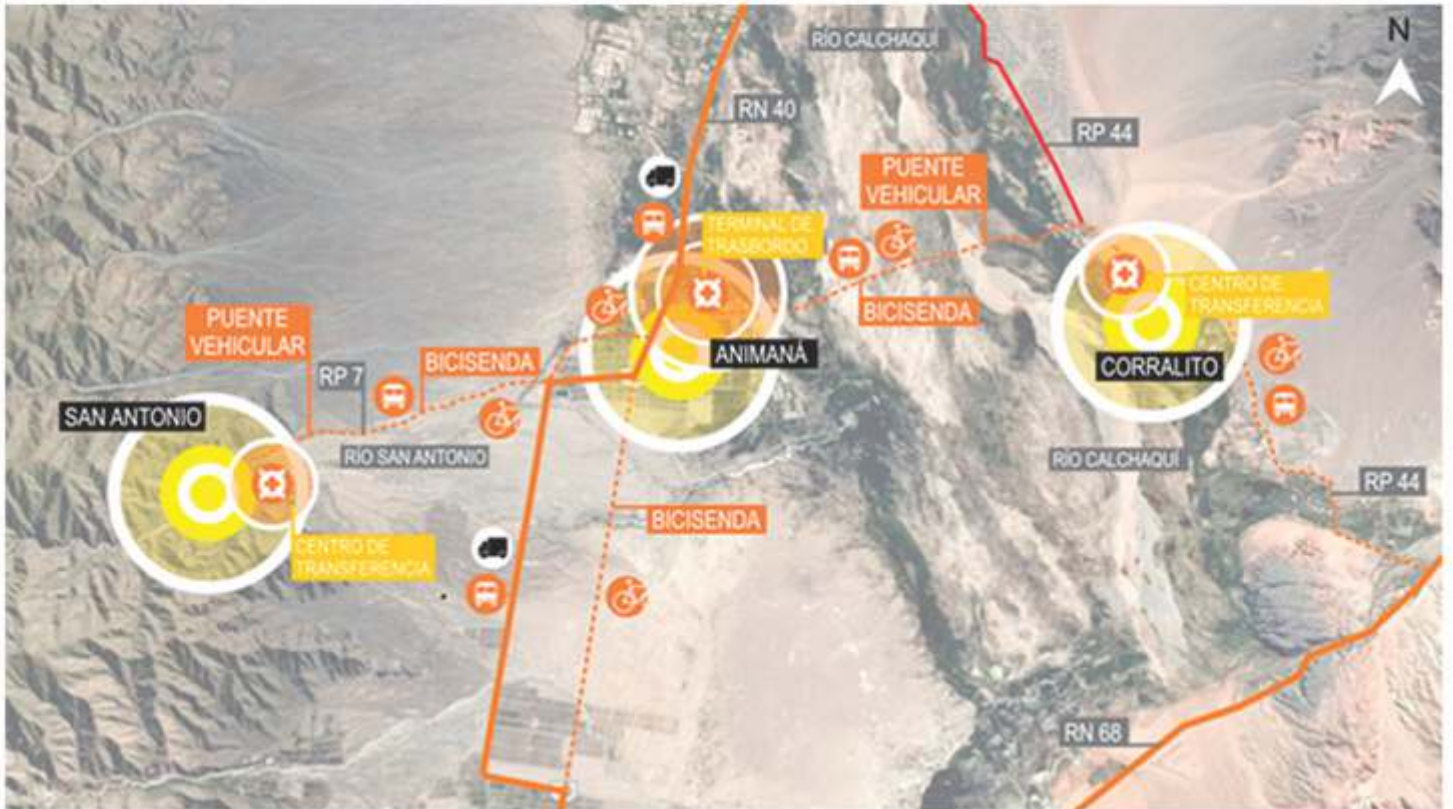 N
RÍO CALCHAQUÍ
RN 40
RP 44
PUENTE
VEHICULAR
TERMINAL DE
TRASBORDO
BICISENDA
CENTRO DE
TRANSFERENCIA
PUENTE
VEHICULAR
BICISENDA
RP 7
ANIMANÁ
CORRALITO
SAN ANTONIO
RÍO SAN ANTONIO
RÍO CALCHAQUÍ
RP 44
BICISENDA
CENTRO DE
TRANSFERENCIA
RN 68